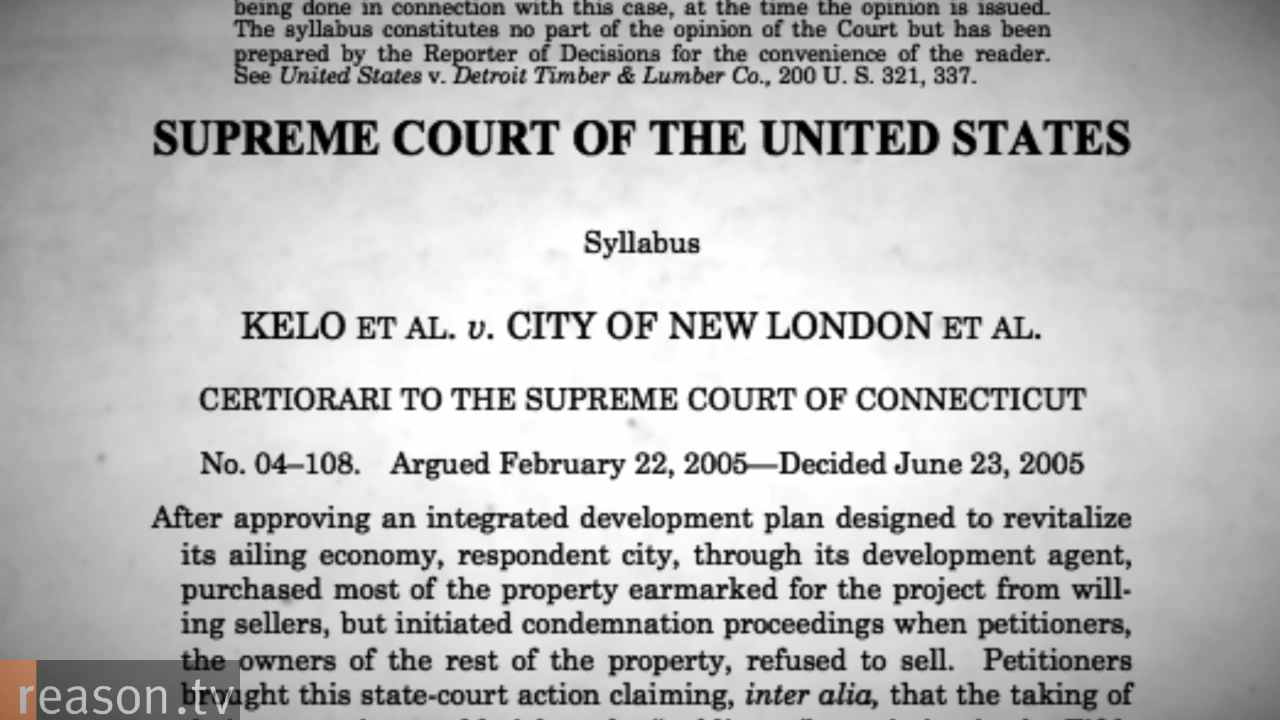 being done in connection with this case, at the time the opinion is issued.
The syllabus constitutes no part of the opinion of the Court but has been
prepared by the Reporter of Decisions for the convenience of the reader.
See United States v. Detroit Timber & Lumber Co., 200 U. S. 321, 337.
SUPREME COURT OF THE UNITED STATES
Syllabus
KELO ET AL. v. CITY OF NEW LONDON ET AL.
CERTIORARI TO THE SUPREME COURT OF CONNECTICUT
No. 04–108. Argued February 22, 2005—Decided June 23, 2005
After approving an integrated development plan designed to revitalize
its ailing economy, respondent city, through its development agent,
purchased most of the property earmarked for the project from will-
ing sellers, but initiated condemnation proceedings when petitioners,
the owners of the rest of the property, refused to sell. Petitioners
brought this state-court action claiming, inter alia, that the taking of
reason.tv